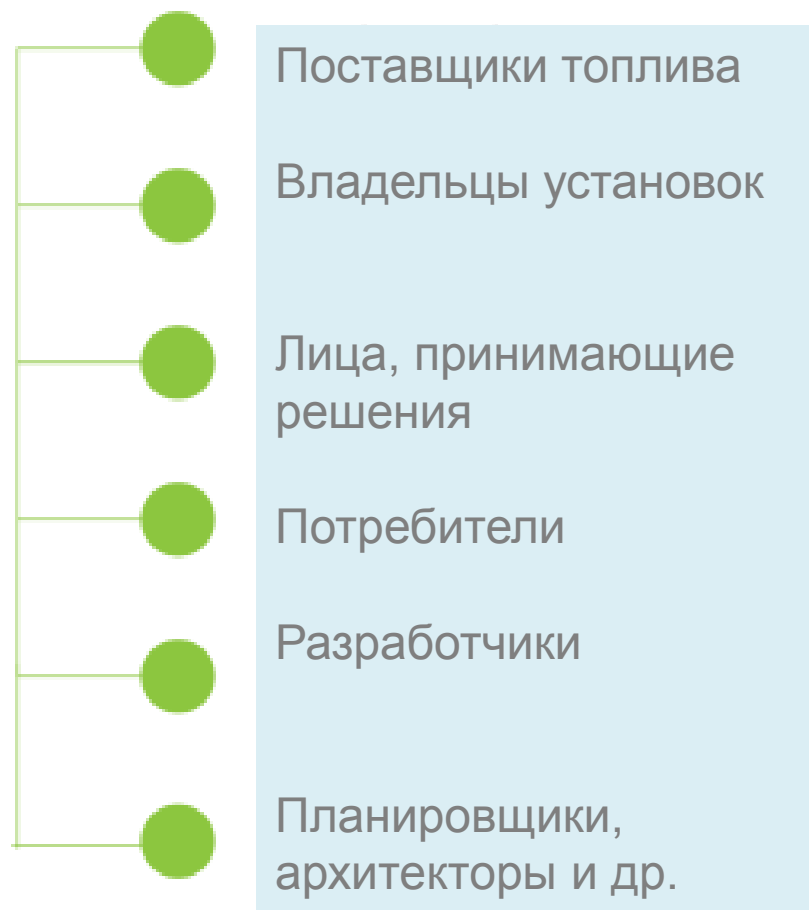 Поставщики топлива
Владельцы установок
Лица, принимающие
решения
Потребители
Разработчики
Планировщики,
архитекторы и др.